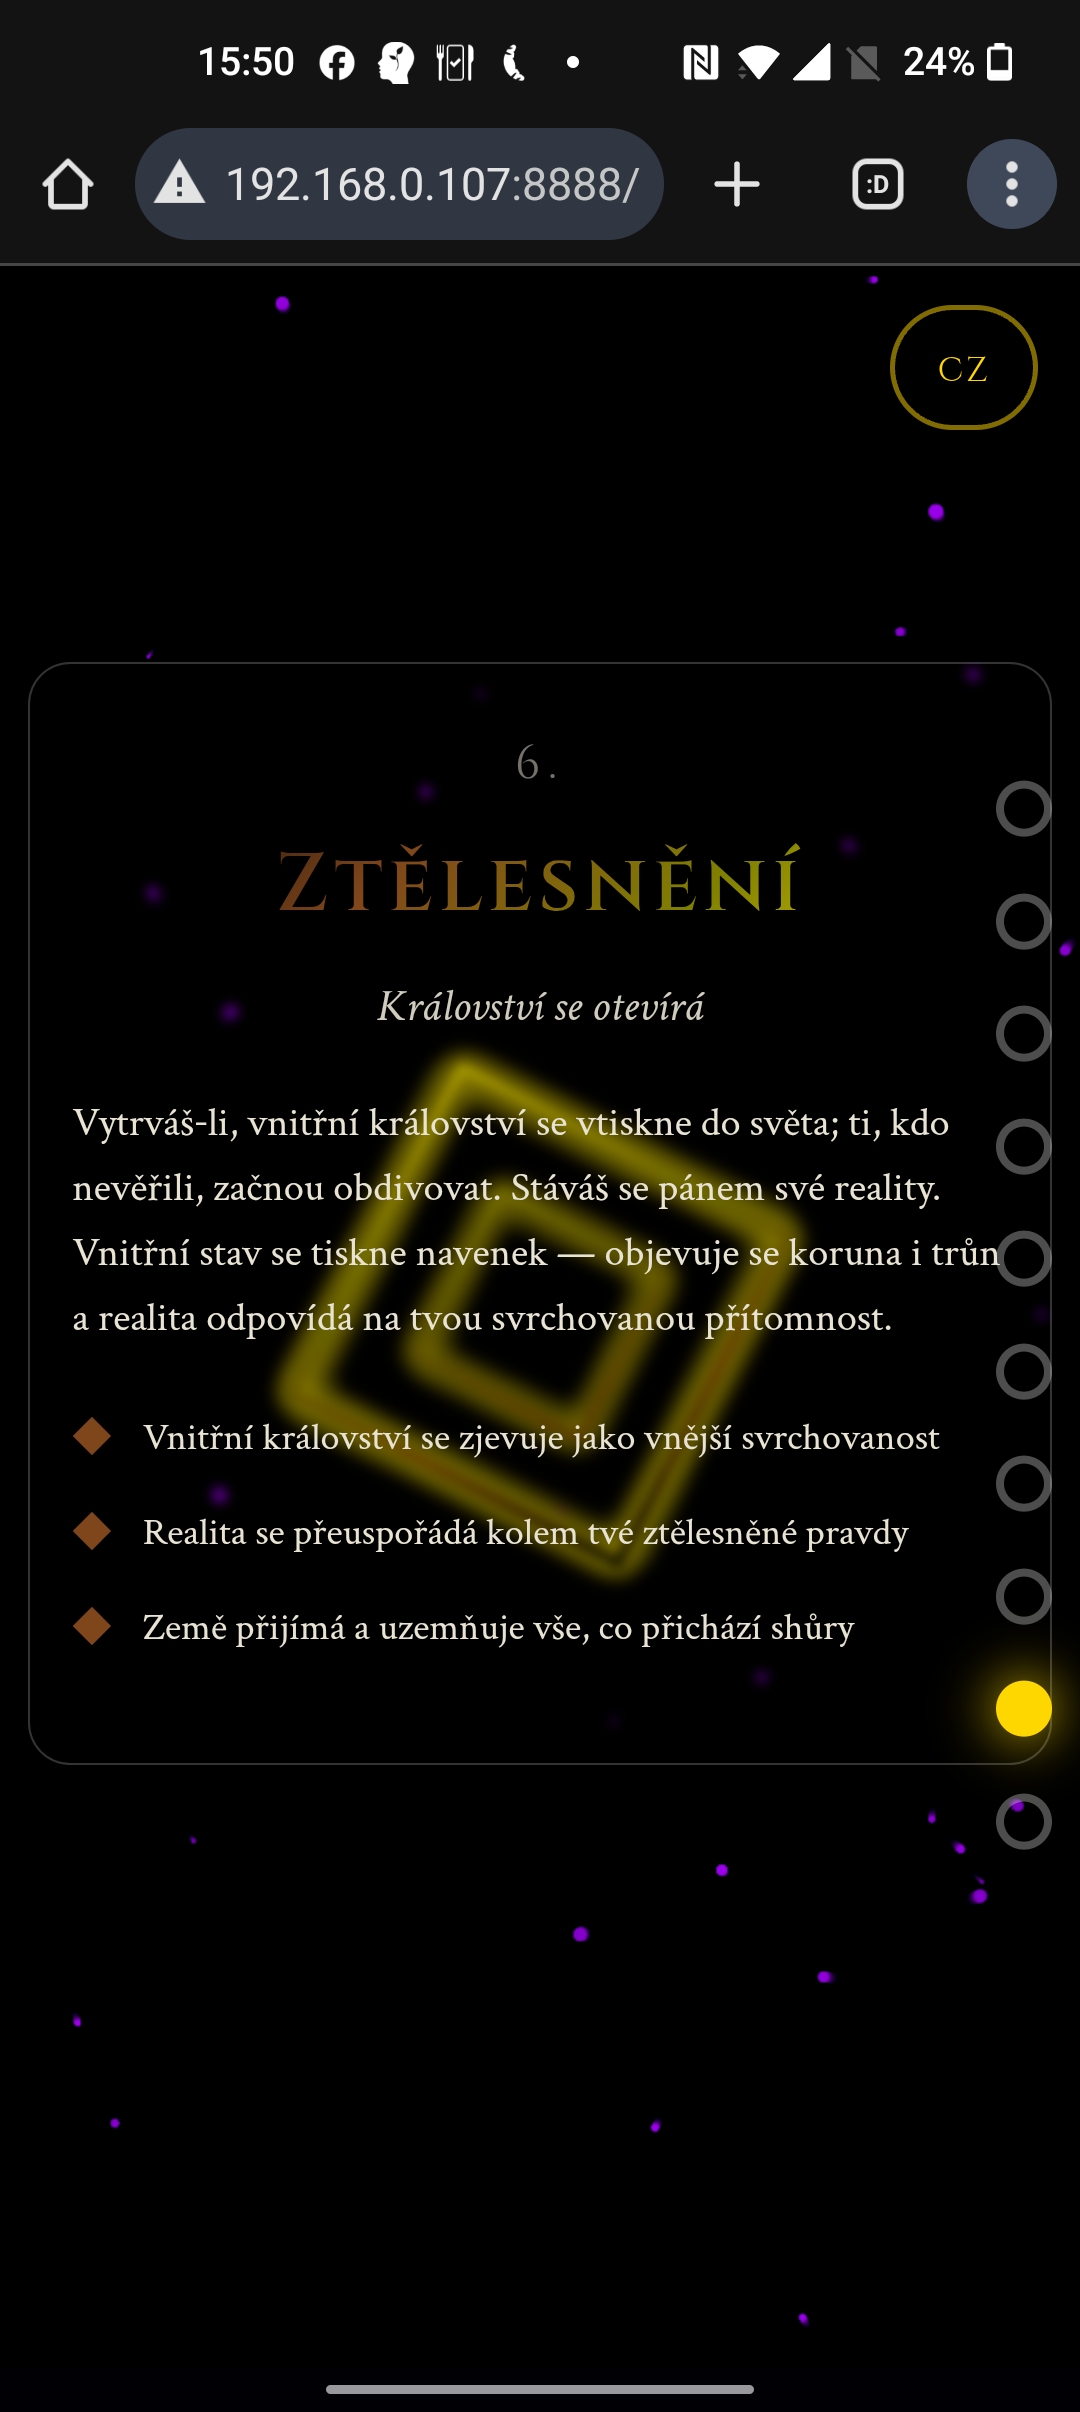 15:50
24%
192.168.0.107:8888/
:D
CZ
6.
Ztělesnění
Království se otevírá
Vytrváš-li, vnitřní království se vtiskne do světa; ti, kdo
nevěřili, začnou obdivovat. Stáváš se pánem své reality.
Vnitřní stav se tiskne navenek — objevuje se koruna i trůn
a realita odpovídá na tvou svrchovanou přítomnost.
Vnitřní království se zjevuje jako vnější svrchovanost
Realita se přeuspořádá kolem tvé ztělesněné pravdy
Země přijímá a uzemňuje vše, co přichází shůry